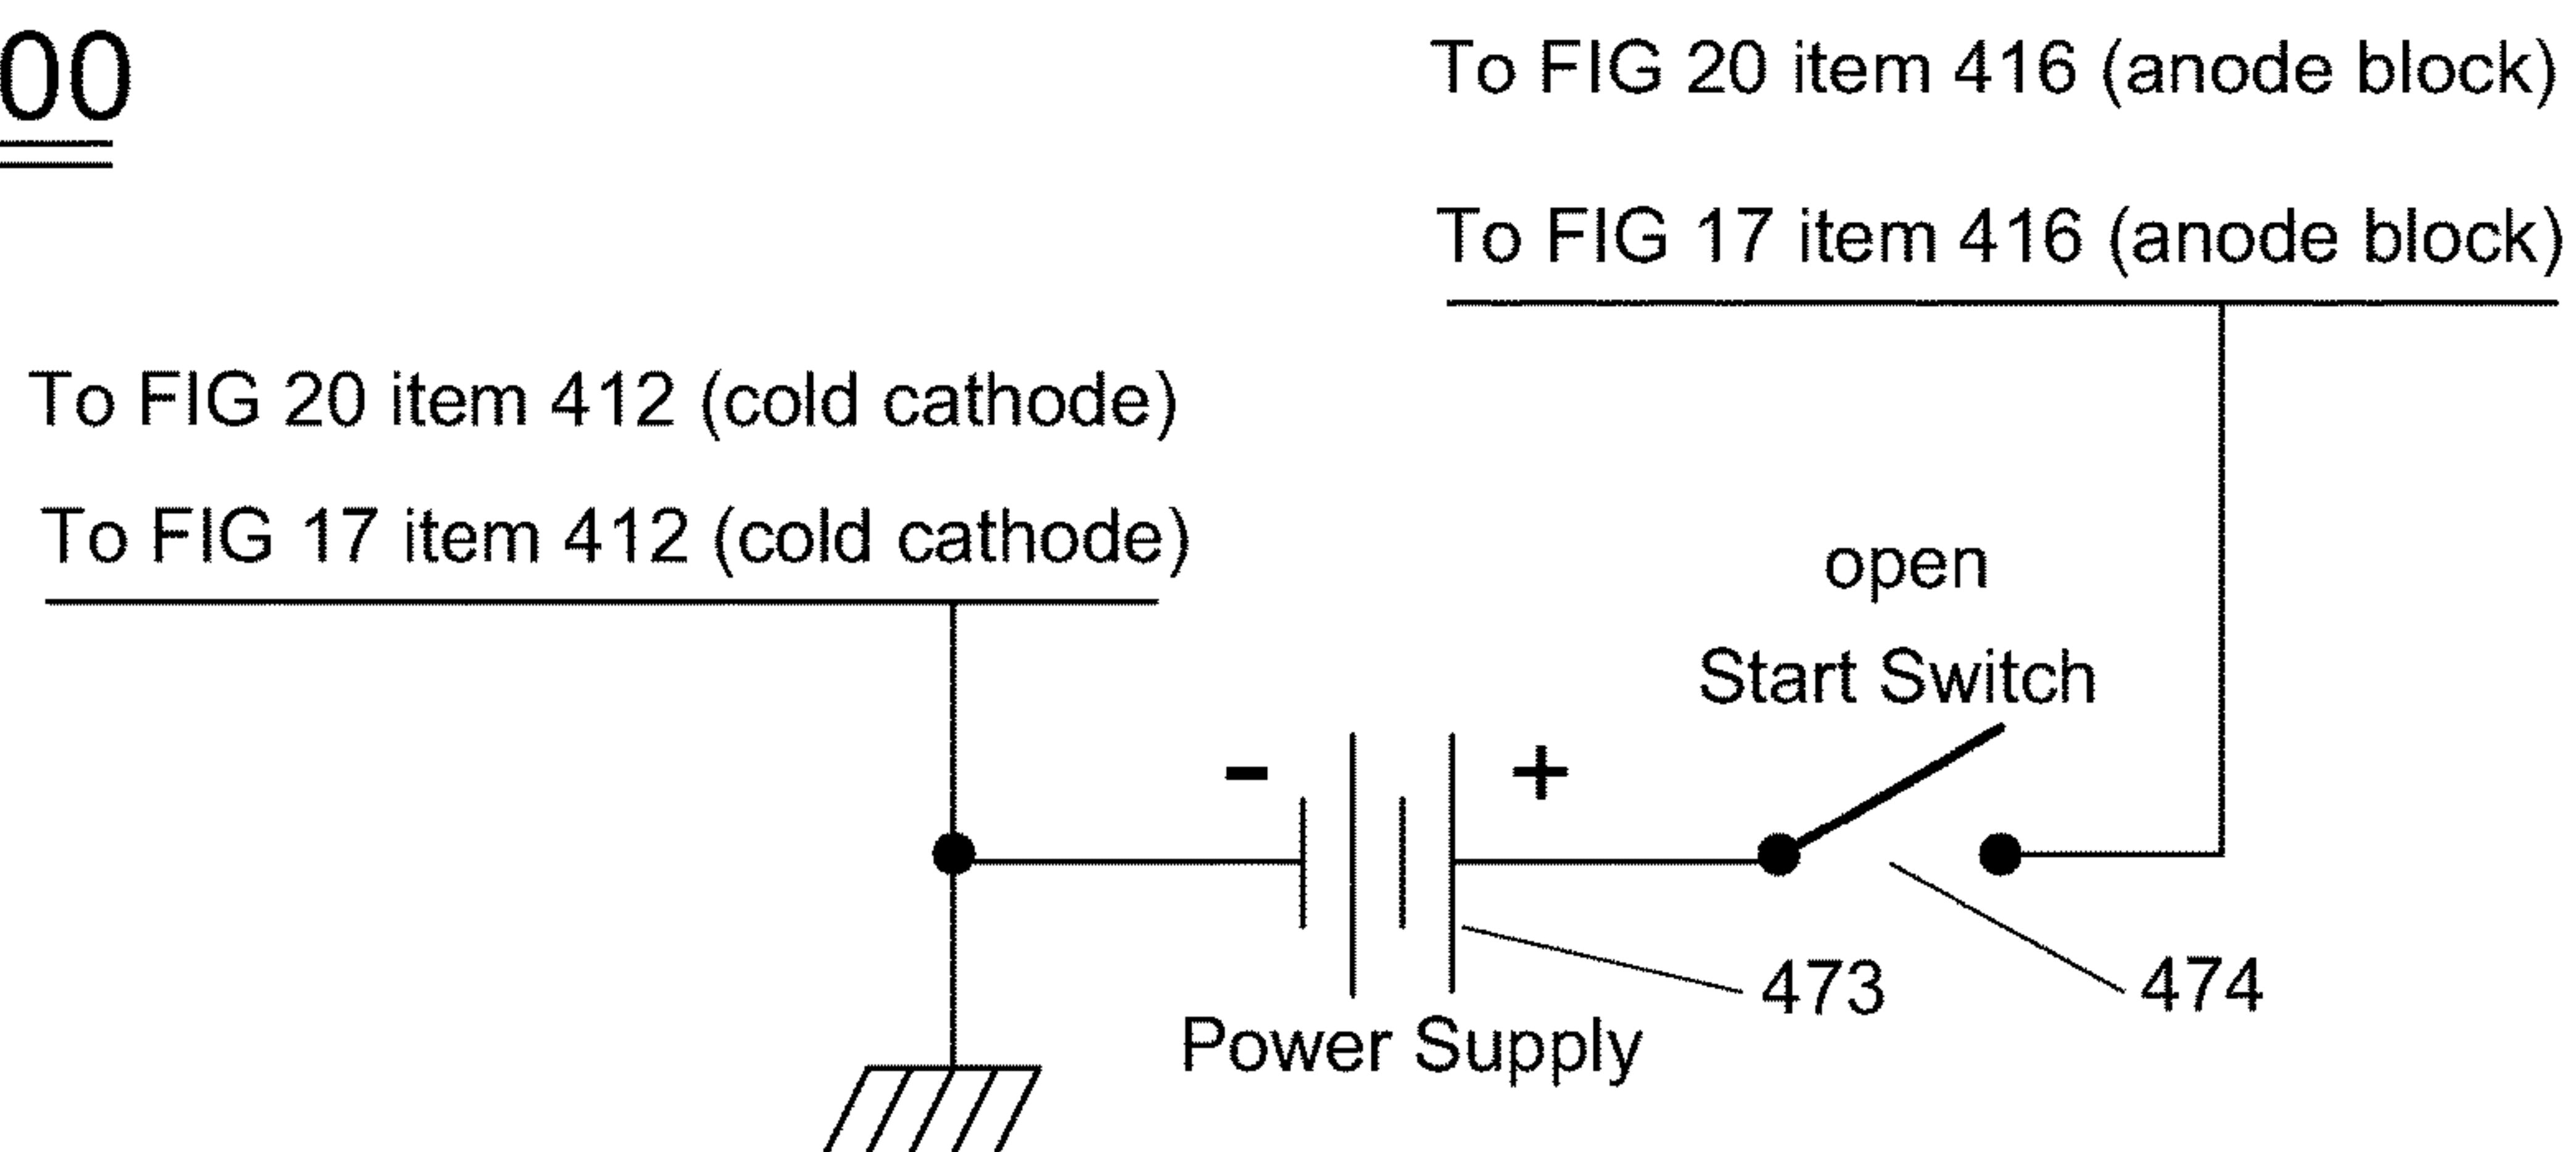 00
To FIG 20 item 416 (anode block)
To FIG 17 item 416 (anode block)
To FIG 20 item 412 (cold cathode)
To FIG 17 item 412 (cold cathode)
open
Start Switch
- +
473
474
Power Supply